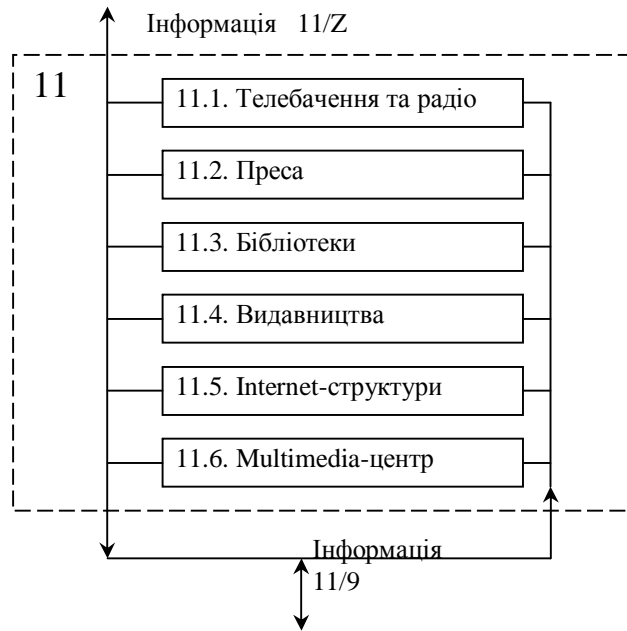 Інформація 11/Z
11
11.1. Телебачення та радіо
11.2. Преса
11.3. Бібліотеки
11.4. Видавництва
11.5. Internet-структури
11.6. Multimedia-центр
Інформація
11/9